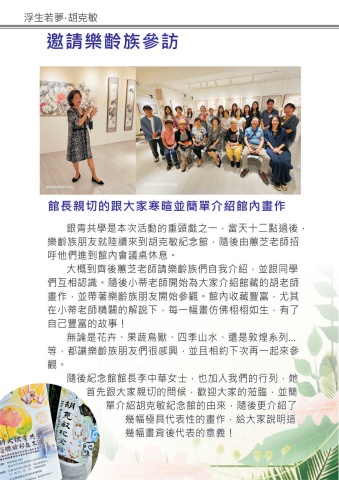 浮生若夢‧胡克敏
邀請樂齡族參訪
館長親切的跟大家寒暄並簡單介紹館內畫作
銀青共學是本次活動的重頭戲之一，當天十二點過後，
樂齡族朋友就陸續來到胡克敏紀念館，隨後由蕙芝老師招
呼他們進到館內會議桌休息。
大概到齊後蕙芝老師請樂齡族們自我介紹，並跟同學
們互相認識。隨後小蒂老師開始為大家介紹館藏的胡老師
畫作，並帶著樂齡族朋友開始參觀。館內收藏豐富，尤其
在小蒂老師精闢的解說下，每一幅畫仿佛栩栩如生，有了
自己豐富的故事！
無論是花卉、果蔬鳥獸、四季山水、還是敦煌系列...
等，都讓樂齡族朋友們很感興，並且相約下次再一起來參
觀。
隨後紀念館館長李中華女士，也加入我們的行列，她
首先跟大家親切的問候，歡迎大家的蒞臨，並簡
單介紹胡克敏紀念館的由來，隨後更介紹了
幾幅極具代表性的畫作，給大家說明這
幾幅畫背後代表的意義！
胡克敏紀念